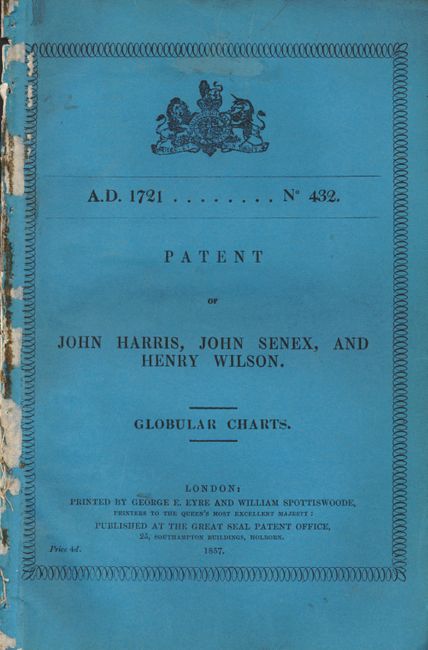 A.D. 1721 . . . . . . . . N° 432.
PATENT
OF
JOHN HARRIS, JOHN SENEX, AND
HENRY WILSON.
GLOBULAR CHARTS.
LONDON:
PRINTED BY GEORGE E. EYRE AND WILLIAM SPOTTISWOODE,
PRINTERS TO THE QUEEN'S MOST EXCELLENT MAJESTY:
PUBLISHED AT THE GREAT SEAL PATENT OFFICE,
25, SOUTHAMPTON BUILDINGS, HOLBORN.
Price 4d.
1857.